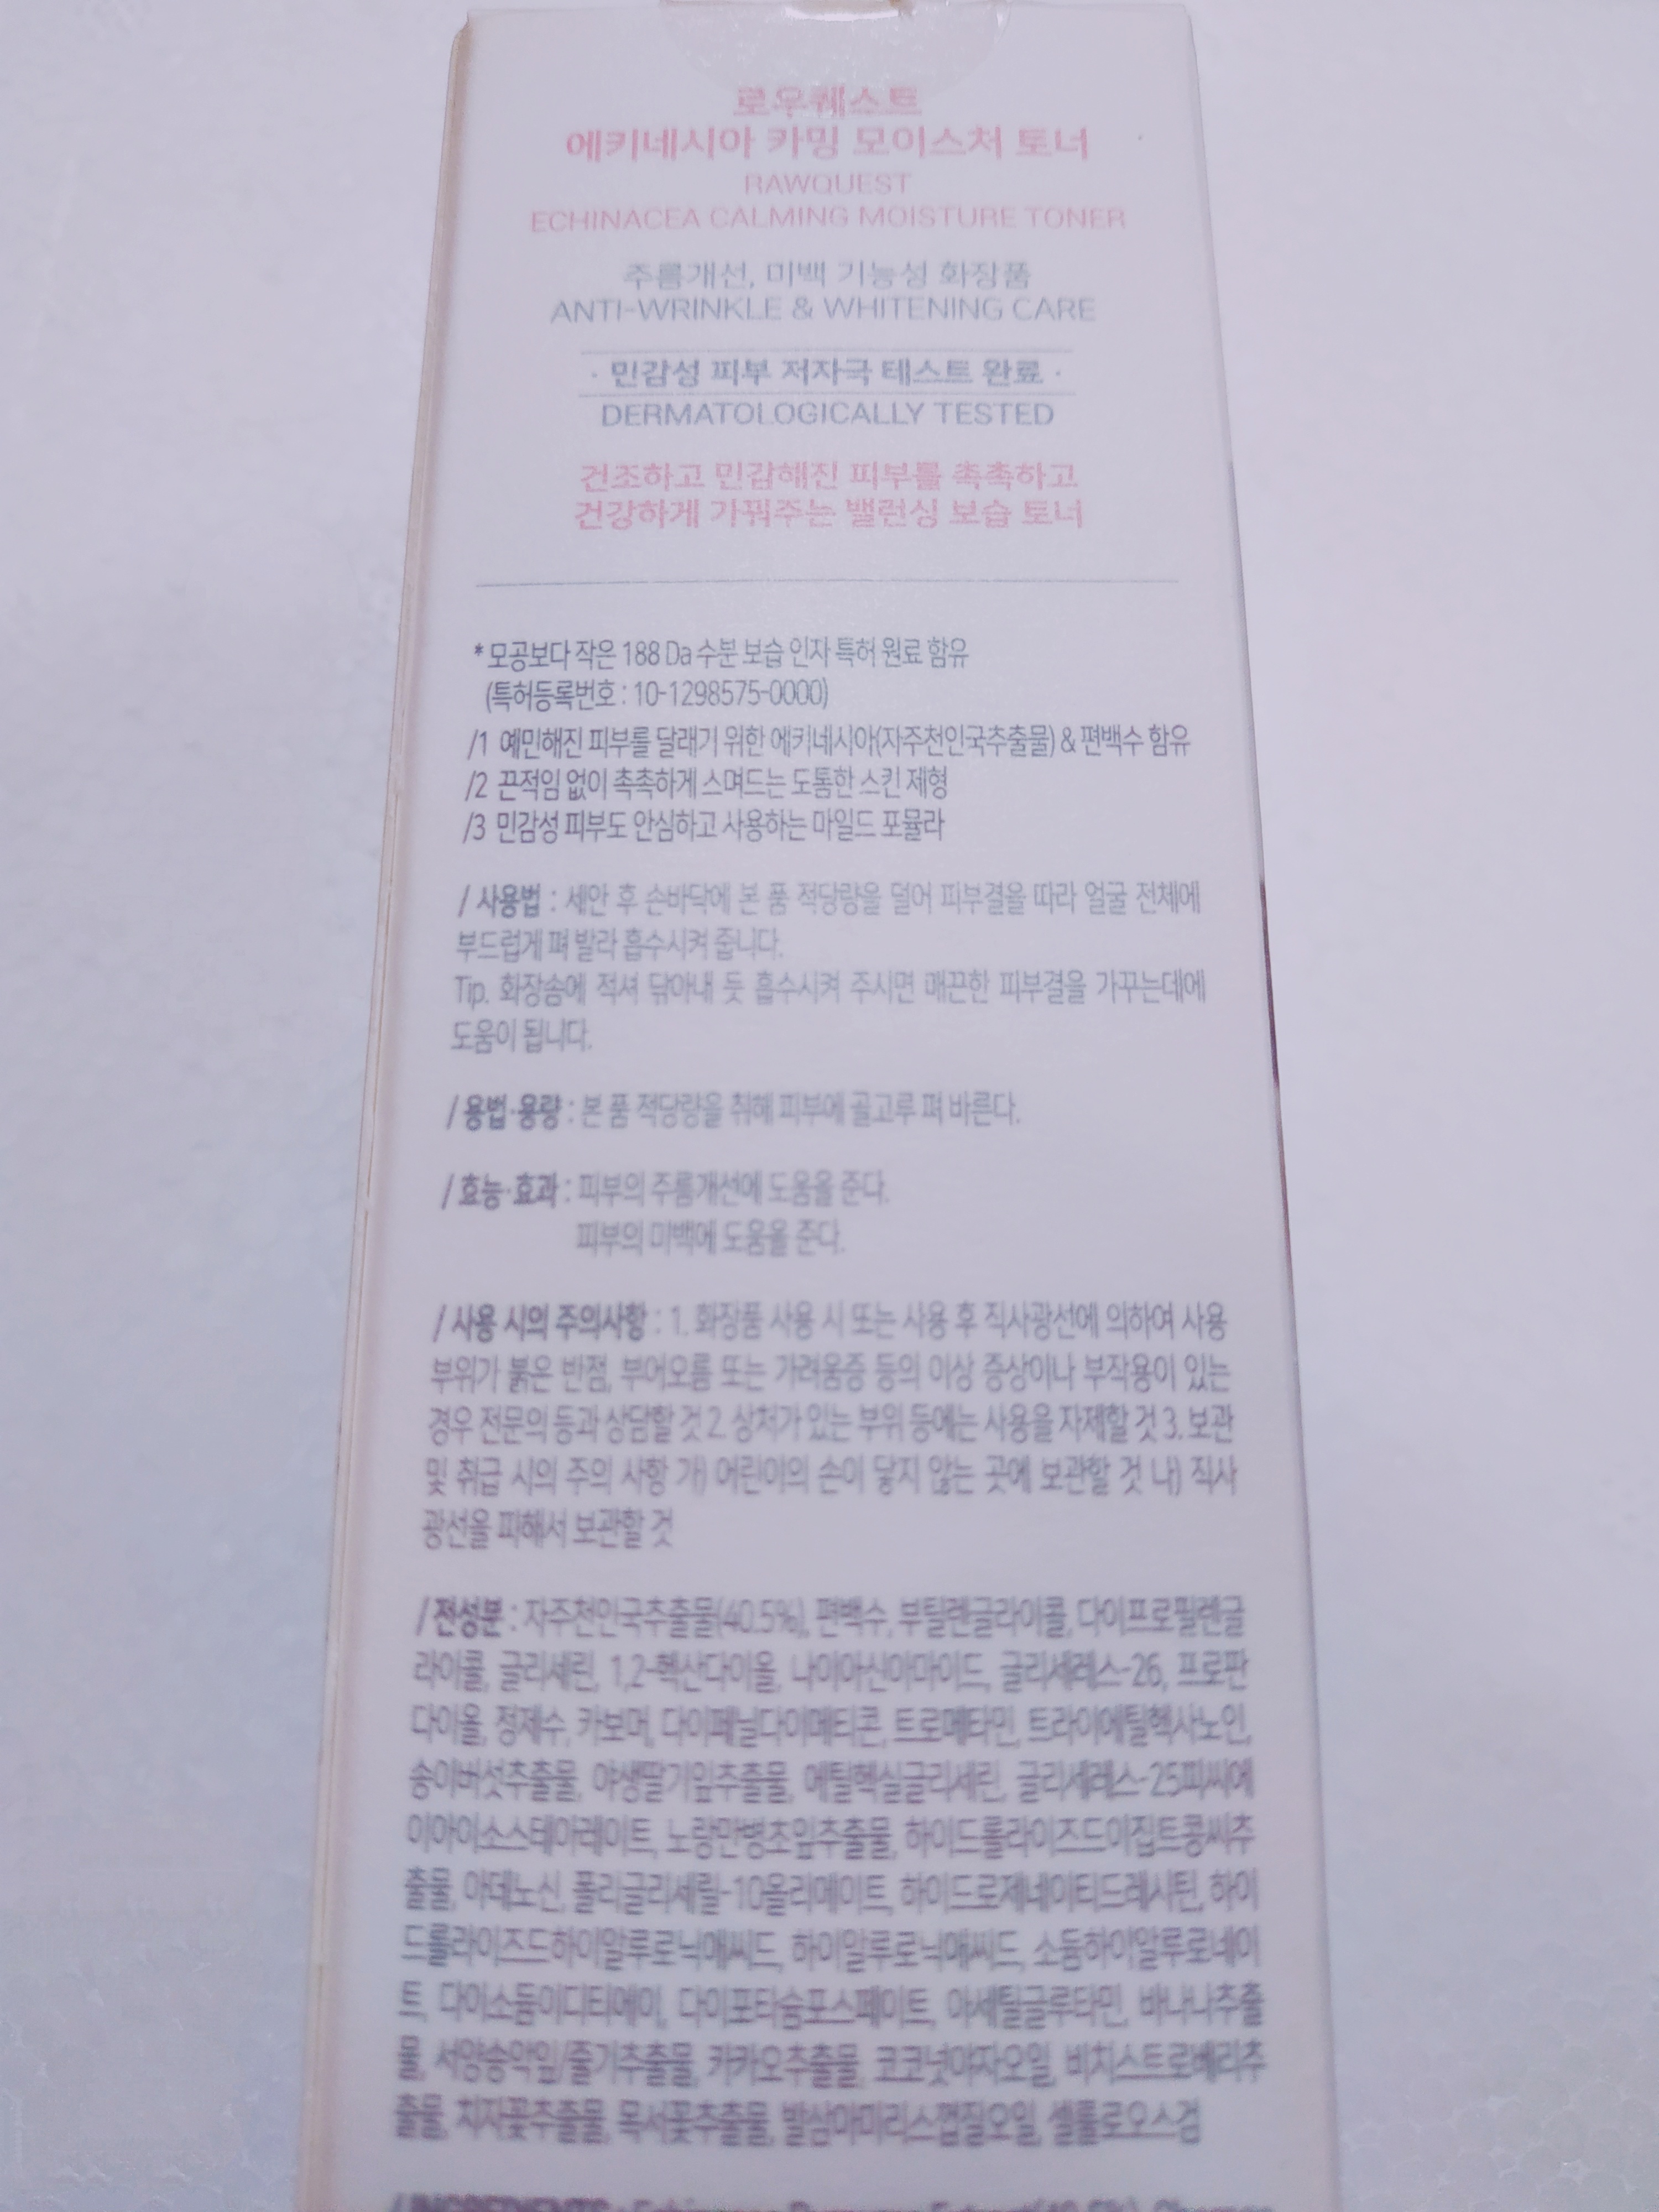 로우퀘스트
에키네시아 카밍 모이스처 토너
RAWQUEST
ECHINACEA CALMING MOISTURE TONER
주름개선, 미백 기능성 화장품
ANTI-WRINKLE & WHITENING CARE
· 민감성 피부 저자극 테스트 완료 ·
DERMATOLOGICALLY TESTED
건조하고 민감해진 피부를 촉촉하고
건강하게 가꿔주는 밸런싱 보습 토너
* 모공보다 작은 188 Da 수분 보습 인자 특허 원료 함유
(특허등록번호 : 10-1298575-0000)
/1 예민해진 피부를 달래기 위한 에키네시아(자주천인국추출물) & 편백수 함유
/2 끈적임 없이 촉촉하게 스며드는 도톰한 스킨 제형
/3 민감성 피부도 안심하고 사용하는 마일드 포뮬라
/ 사용법 : 세안 후 손바닥에 본 품 적당량을 덜어 피부결을 따라 얼굴 전체에
부드럽게 펴 발라 흡수시켜 줍니다.
Tip. 화장솜에 적셔 닦아내 듯 흡수시켜 주시면 매끈한 피부결을 가꾸는데에
도움이 됩니다.
/ 용법·용량 : 본 품 적당량을 취해 피부에 골고루 펴 바른다.
/ 효능·효과 : 피부의 주름개선에 도움을 준다.
피부의 미백에 도움을 준다.
/ 사용 시의 주의사항 : 1. 화장품 사용 시 또는 사용 후 직사광선에 의하여 사용
부위가 붉은 반점, 부어오름 또는 가려움증 등의 이상 증상이나 부작용이 있는
경우 전문의 등과 상담할 것 2. 상처가 있는 부위 등에는 사용을 자제할 것 3. 보관
및 취급 시의 주의 사항 가) 어린이의 손이 닿지 않는 곳에 보관할 것 나) 직사
광선을 피해서 보관할 것
/ 전성분 : 자주천인국추출물(40.5%), 편백수, 부틸렌글라이콜, 다이프로필렌글
라이콜, 글리세린, 1,2-헥산다이올, 나이아신아마이드, 글리세레스-26, 프로판
다이올, 정제수, 카보머, 다이페닐다이메티콘, 트로메타민, 트라이에틸헥사노인,
송이버섯추출물, 야생딸기잎추출물, 에틸헥실글리세린, 글리세레스-25피씨에
이아이소스테아레이트, 노랑만병초잎추출물, 하이드롤라이즈드이집트콩씨추
출물, 아데노신, 폴리글리세릴-10올리에이트, 하이드로제네이티드레시틴, 하이
드롤라이즈드하이알루로닉애씨드, 하이알루로닉애씨드, 소듐하이알루로네이
트, 다이소듐이디티에이, 다이포타슘포스페이트, 아세틸글루타민, 바나나추출
물, 서양송악잎/줄기추출물, 카카오추출물, 코코넛야자오일, 비치스트로베리추
출물, 치자꽃추출물, 목서꽃추출물, 발삼아미리스껍질오일, 셀룰로오스검